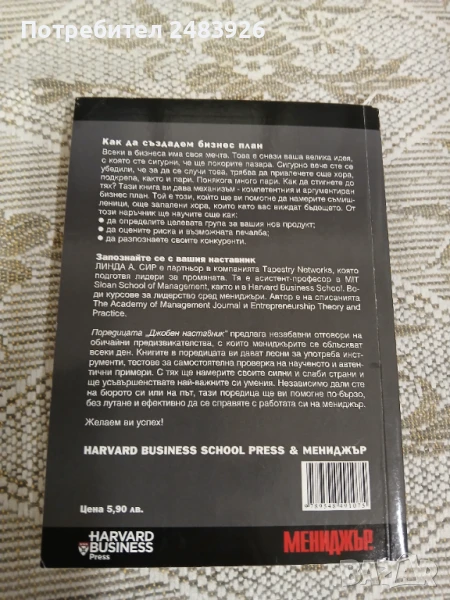 Потребител 2483926
Как да създадем бизнес план
Всеки в бизнеса има своя мечта. Това е онази ваша велика идея,
с която сте сигурни, че ще покорите пазара. Сигурно вече сте се
убедили, че за да се случи това, трябва да привлечете още хора,
подкрепа, както и пари. Понякога много пари. Как да стигнете до
тях? Тази книга ви дава механизъм - компетентния и аргументиран
бизнес план. Той е този, който ще ви помогне да намерите съмиш-
леници, още запалени хора, които като вас виждат бъдещето. От
този наръчник ще научите още как:
● да определите целевата група за вашия нов продукт;
● да оцените риска и възможната печалба;
● да разпознаете своите конкуренти.
Запознайте се с вашия наставник
ЛИНДА А. СИР е партньор в компанията Tapestry Networks, която
подготвя лидери за промяната. Тя е асистент-професор в MIT
Sloan School of Management, както и в Harvard Business School. Во-
ди курсове за лидерство сред мениджъри. Автор е на списанията
The Academy of Management Journal и Entrepreneurship Theory and
Practice.
Поредицата "Джобен наставник" предлага незабавни отговори на
обичайни предизвикателства, с които мениджърите се сблъскват
всеки ден. Книгите в поредицата ви дават лесни за употреба инст-
рументи, тестове за самостоятелна проверка на наученото и автен-
тични примери. С тях ще намерите своите силни и слаби страни и
ще усъвършенствате най-важните си умения. Независимо дали сте
на бюрото си или на път, тази поредица ще ви помогне по-бързо,
без лутане и ефективно да се справяте с работата си на мениджър.
Желаем ви успех!
HARVARD BUSINESS SCHOOL PRESS & МЕНИДЖЪР
Цена 5,90 лв.
HARVARD
BUSINESS
Press
МЕНИДЖЪР
BAZAR